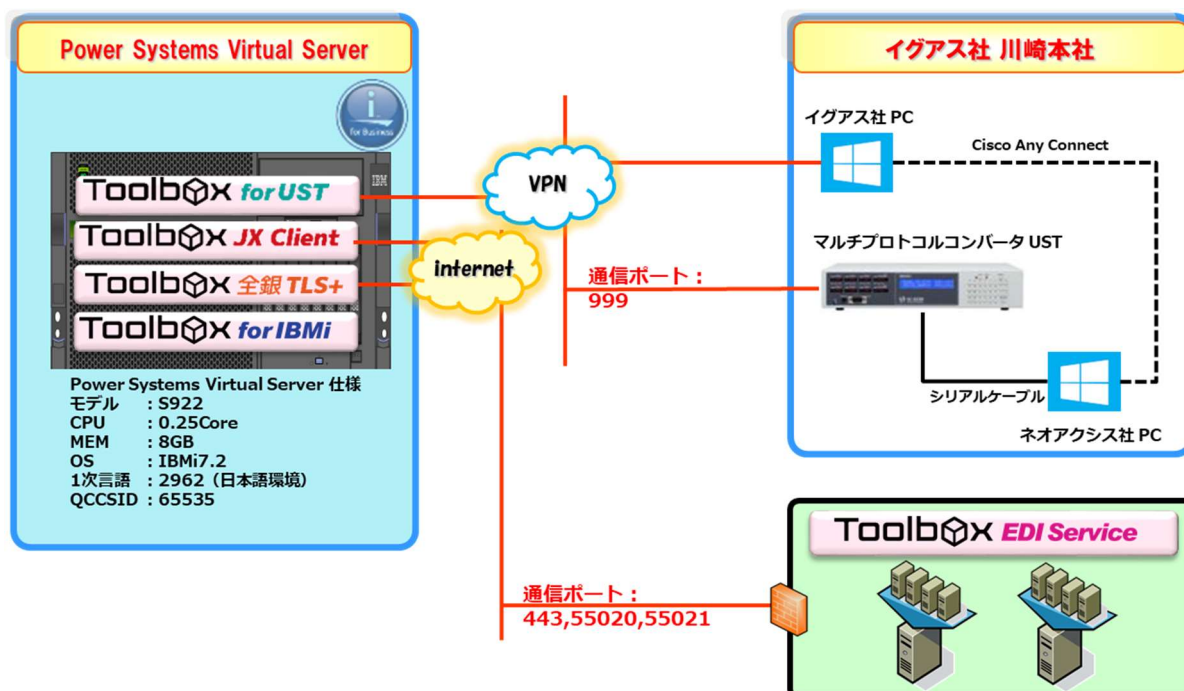 Power Systems Virtual Server
i
for Business
IBM
Toolbox for UST
Toolbox JX Client
Toolbox 全銀 TLS+
Toolbox for IBMi
Power Systems Virtual Server 仕様
モデル : S922
CPU : 0.25Core
MEM : 8GB
OS : IBMi7.2
1次言語 : 2962（日本語環境）
QCCSID : 65535
VPN
internet
通信ポート：
999
通信ポート：
443,55020,55021
イグアス社 川崎本社
イグアス社 PC
Cisco Any Connect
マルチプロトコルコンバータ UST
シリアルケーブル
ネオアクシス社 PC
Toolbox EDI Service